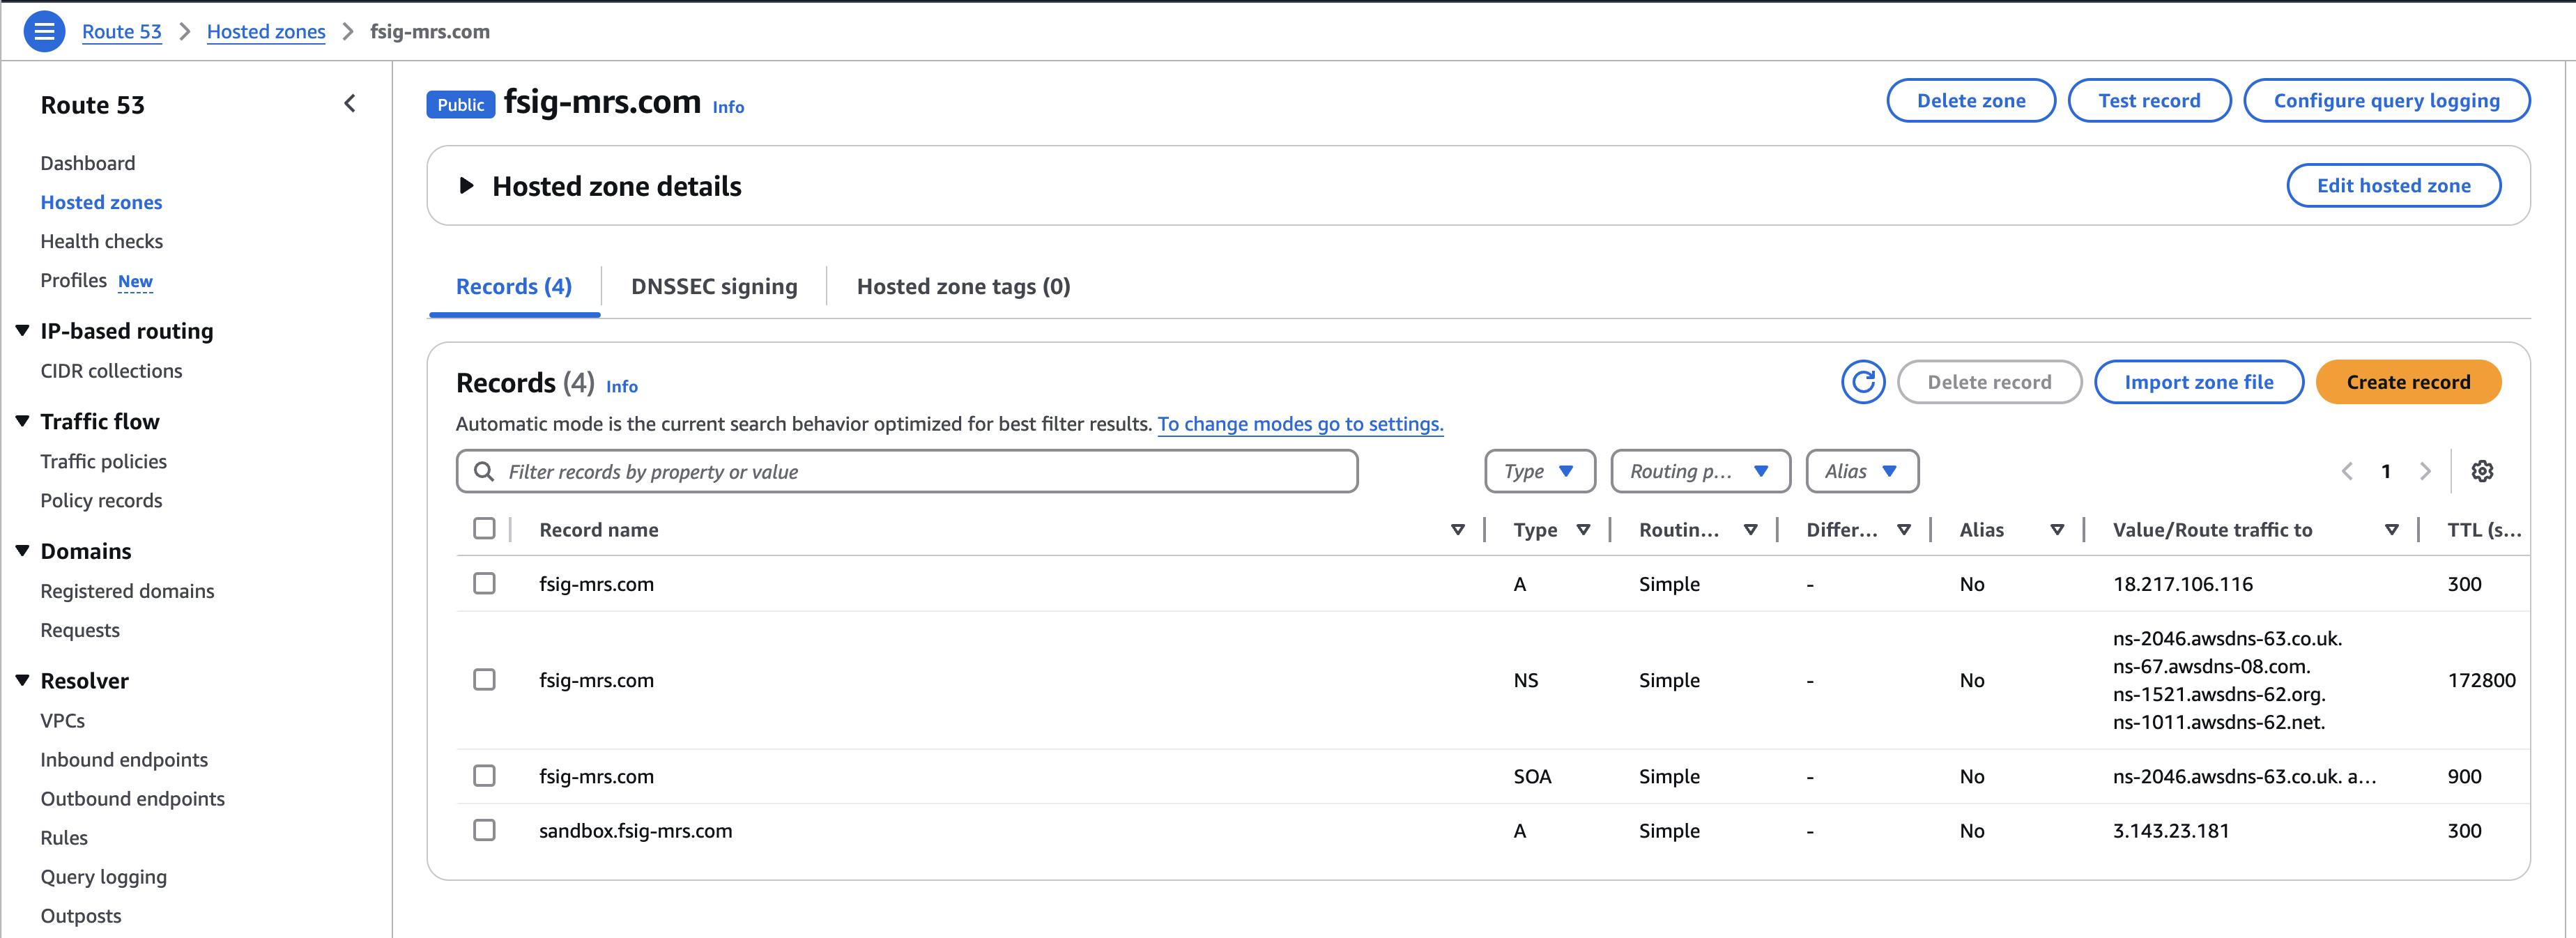 Route 53 > Hosted zones > fsig-mrs.com
Route 53
Dashboard
Hosted zones
Health checks
Profiles New
IP-based routing
CIDR collections
Traffic flow
Traffic policies
Policy records
Domains
Registered domains
Requests
Resolver
VPCs
Inbound endpoints
Outbound endpoints
Rules
Query logging
Outposts
Public fsig-mrs.com Info
Delete zone Test record Configure query logging
Hosted zone details Edit hosted zone
Records (4) DNSSEC signing Hosted zone tags (0)
Records (4) Info
Delete record Import zone file Create record
Automatic mode is the current search behavior optimized for best filter results. To change modes go to settings.
Filter records by property or value Type Routing p... Alias 1
Record name Type Routin... Differ... Alias Value/Route traffic to TTL (s...
fsig-mrs.com A Simple - No 18.217.106.116 300
fsig-mrs.com NS Simple - No
ns-2046.awsdns-63.co.uk.
ns-67.awsdns-08.com.
ns-1521.awsdns-62.org.
ns-1011.awsdns-62.net.
172800
fsig-mrs.com SOA Simple - No ns-2046.awsdns-63.co.uk. a... 900
sandbox.fsig-mrs.com A Simple - No 3.143.23.181 300